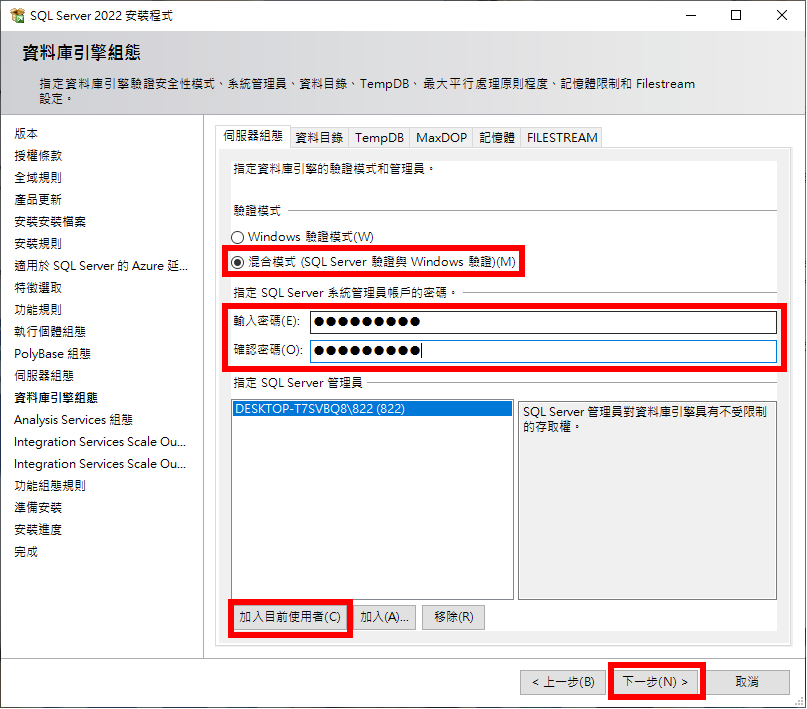 SQL Server 2022 安裝程式
資料庫引擎組態
指定資料庫引擎驗證安全性模式、系統管理員、資料目錄、TempDB、最大平行處理原則程度、記憶體限制和 Filestream
設定。
版本
授權條款
全域規則
產品更新
安裝安裝檔案
安裝規則
適用於 SQL Server 的 Azure 延...
特徵選取
功能規則
執行個體組態
PolyBase 組態
伺服器組態
資料庫引擎組態
Analysis Services 組態
Integration Services Scale Ou...
Integration Services Scale Ou...
功能組態規則
準備安裝
安裝進度
完成
伺服器組態 資料目錄 TempDB MaxDOP 記憶體 FILESTREAM
指定資料庫引擎的驗證模式和管理員。
驗證模式
Windows 驗證模式(W)
混合模式 (SQL Server 驗證與 Windows 驗證)(M)
指定 SQL Server 系統管理員帳戶的密碼。
輸入密碼(E): ●●●●●●●●●
確認密碼(O): ●●●●●●●●●
指定 SQL Server 管理員
DESKTOP-T7SVBQ8\822 (822)
SQL Server 管理員對資料庫引擎具有不受限制
的存取權。
加入目前使用者(C) 加入(A)... 移除(R)
< 上一步(B) 下一步(N) > 取消